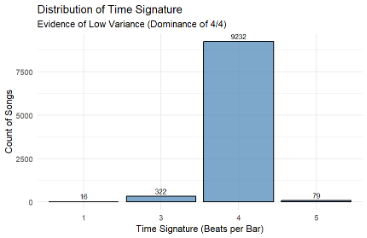 Distribution of Time Signature
Evidence of Low Variance (Dominance of 4/4)
9232
7500
5000
2500
322
79
16
0
1 3 4 5
Count of Songs
Time Signature (Beats per Bar)